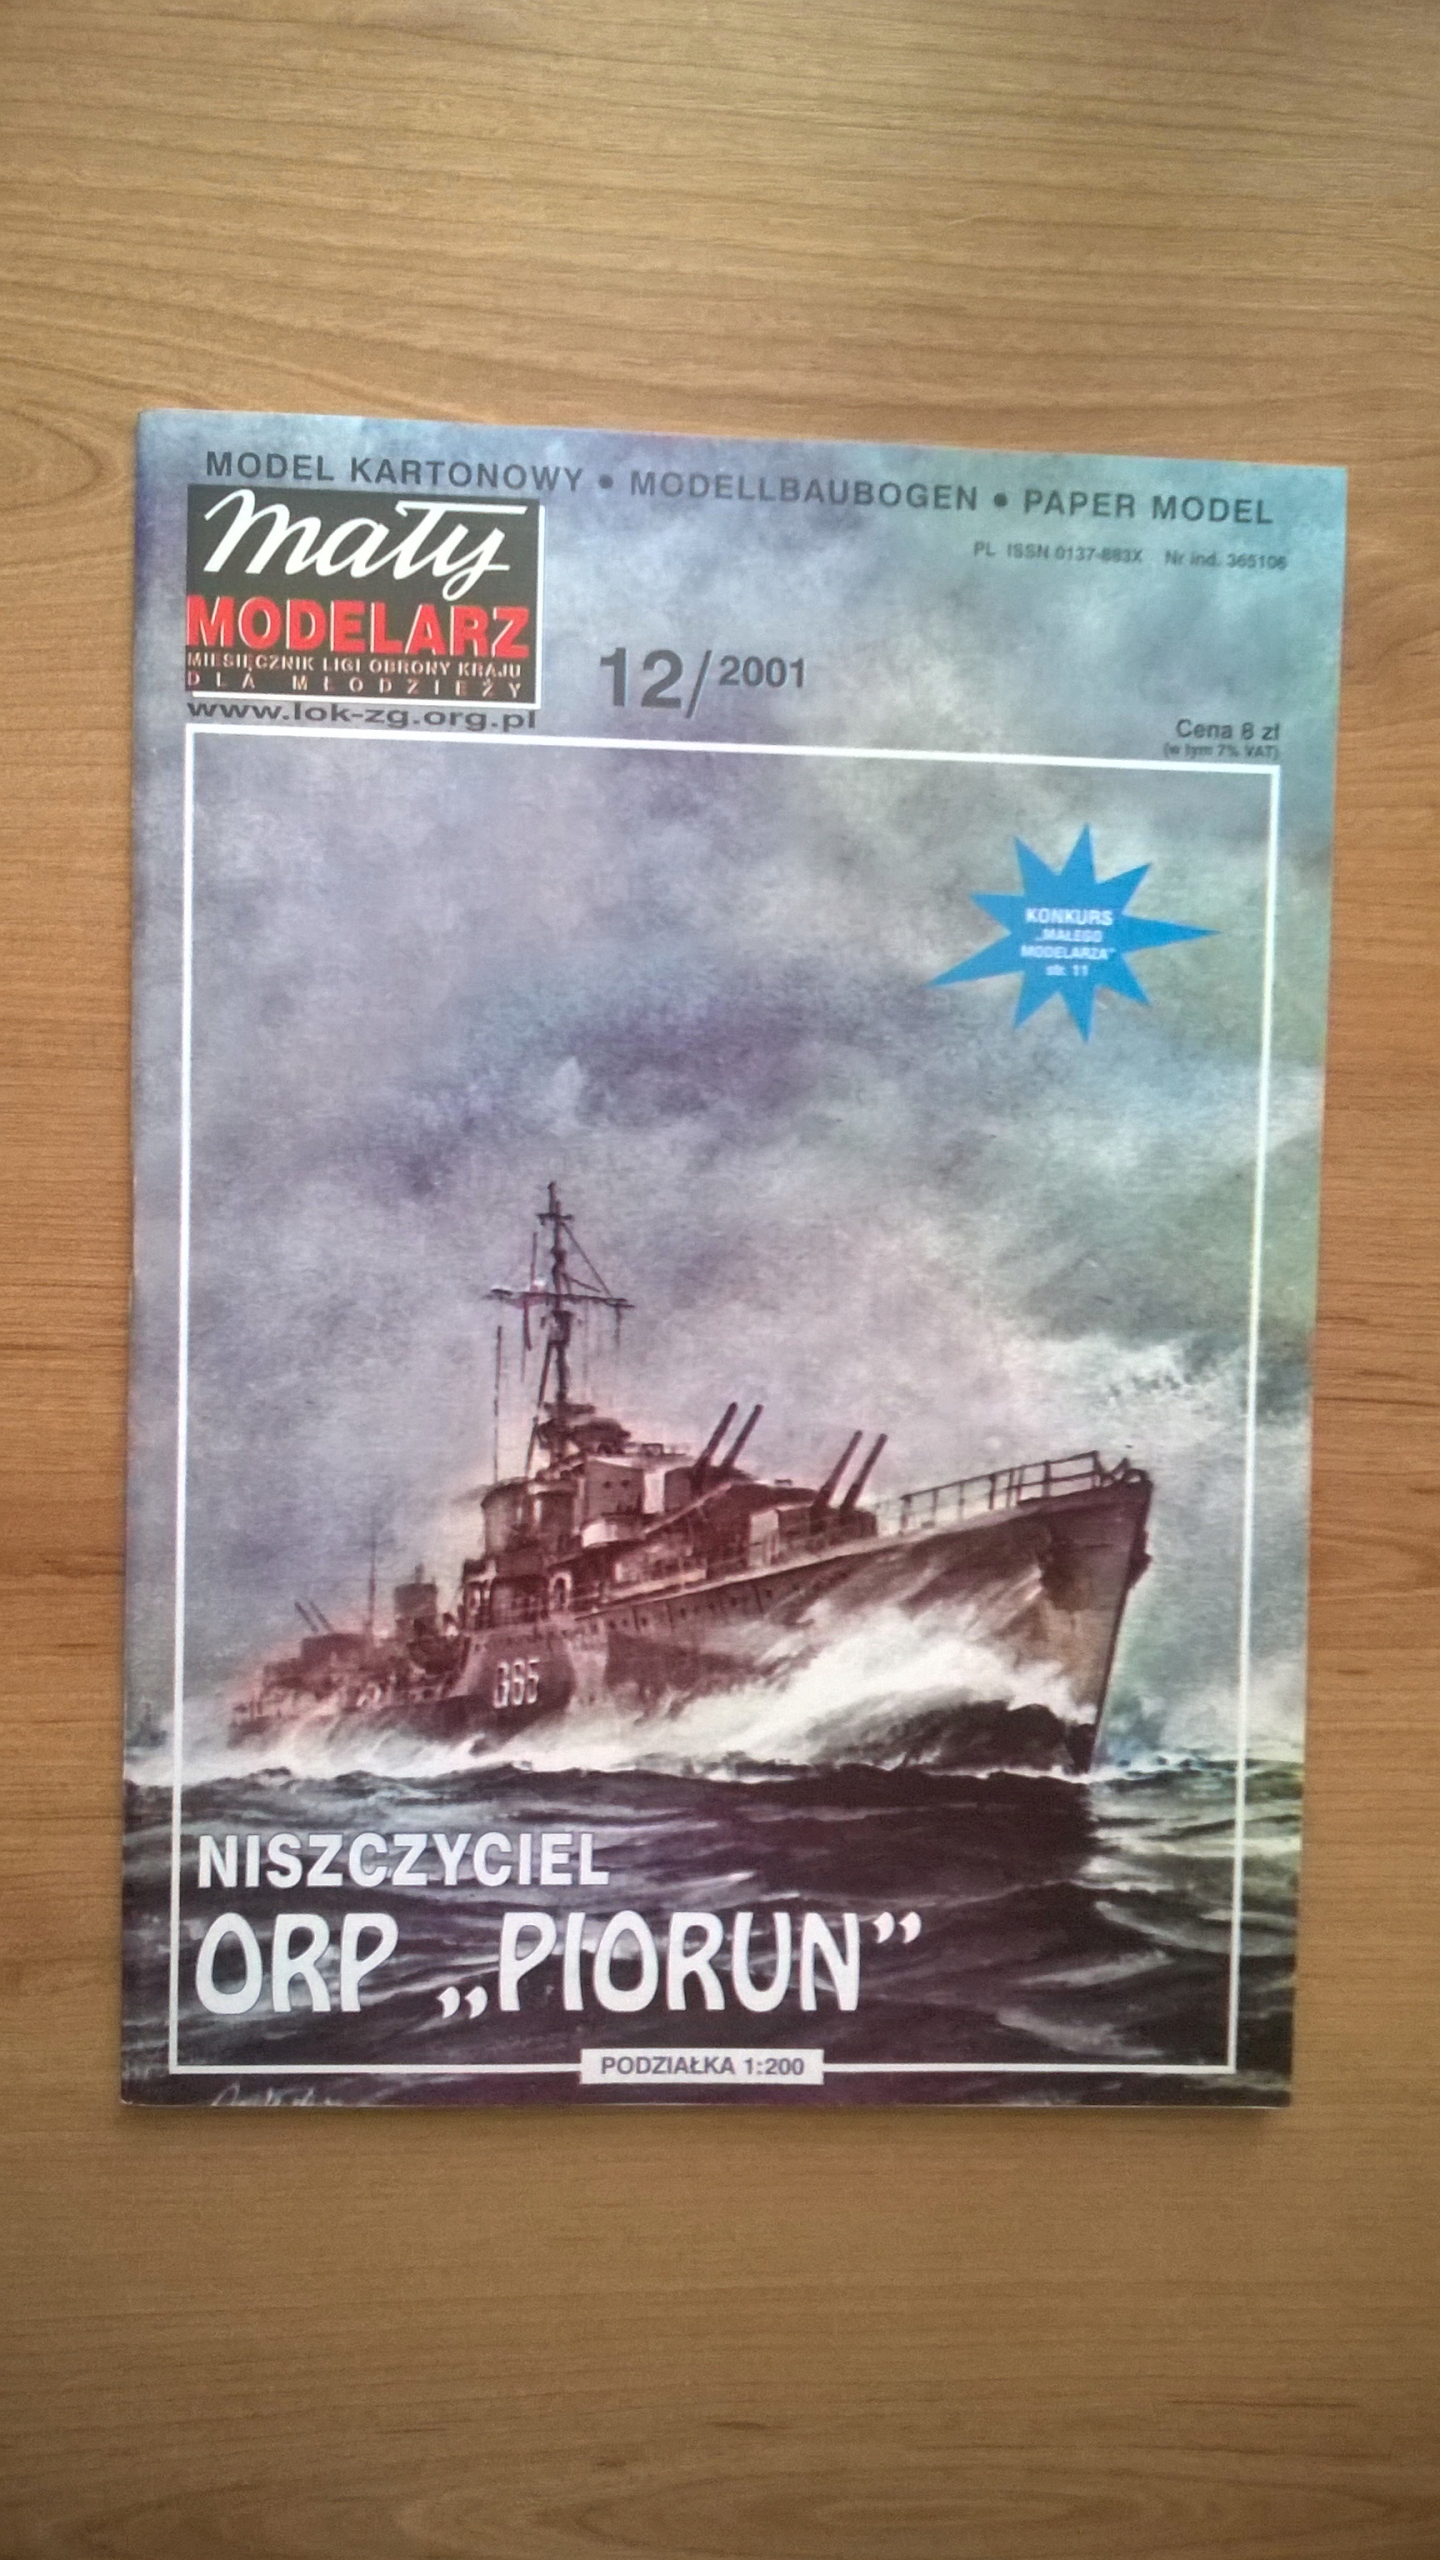 MODEL KARTONOWY • MODELLBAUBOGEN • PAPER MODEL
PL ISSN 0137-883X Nr ind. 365106
mały
MODELARZ
MIESIĘCZNIK LIGI OBRONY KRAJU
DLA MŁODZIEŻY
www.lok-zg.org.pl
12/2001
Cena 8 zł
(w tym 7% VAT)
KONKURS
„MAŁEGO
MODELARZA”
str. 11
G65
NISZCZYCIEL
ORP „PIORUN”
PODZIAŁKA 1:200